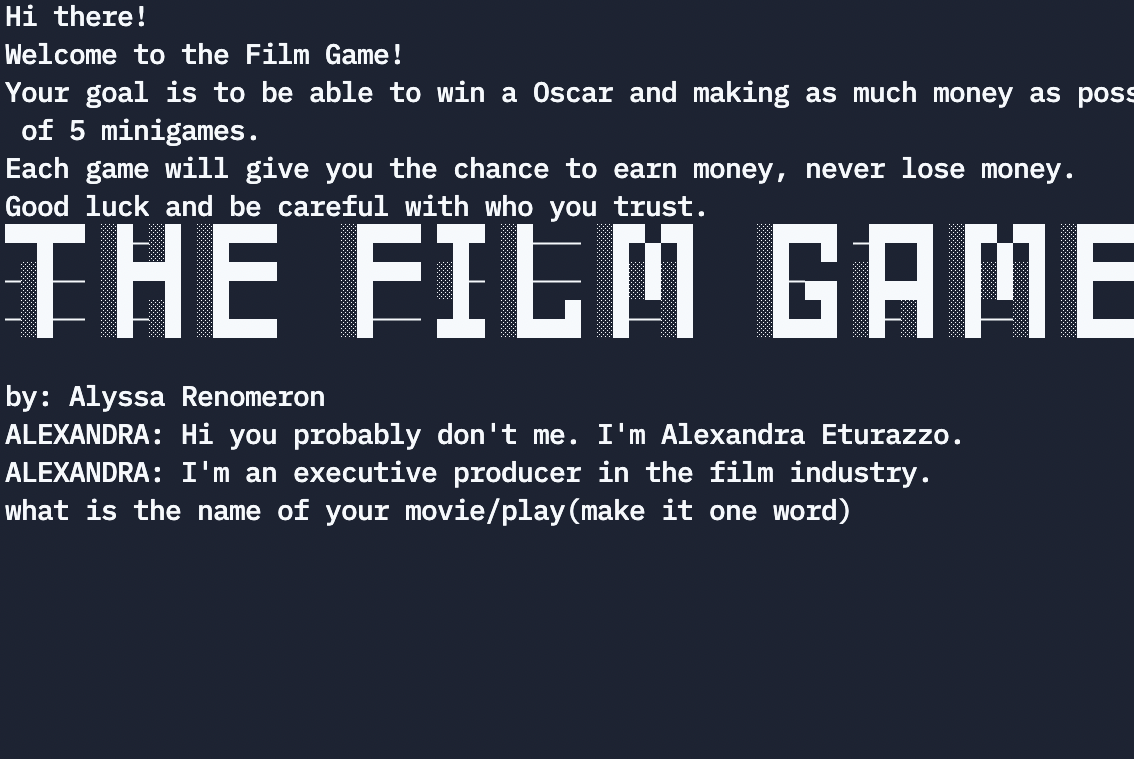 Hi there!
Welcome to the Film Game!
Your goal is to be able to win a Oscar and making as much money as
of 5 minigames.
Each game will give you the chance to earn money, never lose money.
Good luck and be careful with who you trust.
THE FILM GAME
by: Alyssa Renomeron
ALEXANDRA: Hi you probably don't me. I'm Alexandra Eturazzo.
ALEXANDRA: I'm an executive producer in the film industry.
what is the name of your movie/play(make it one word)